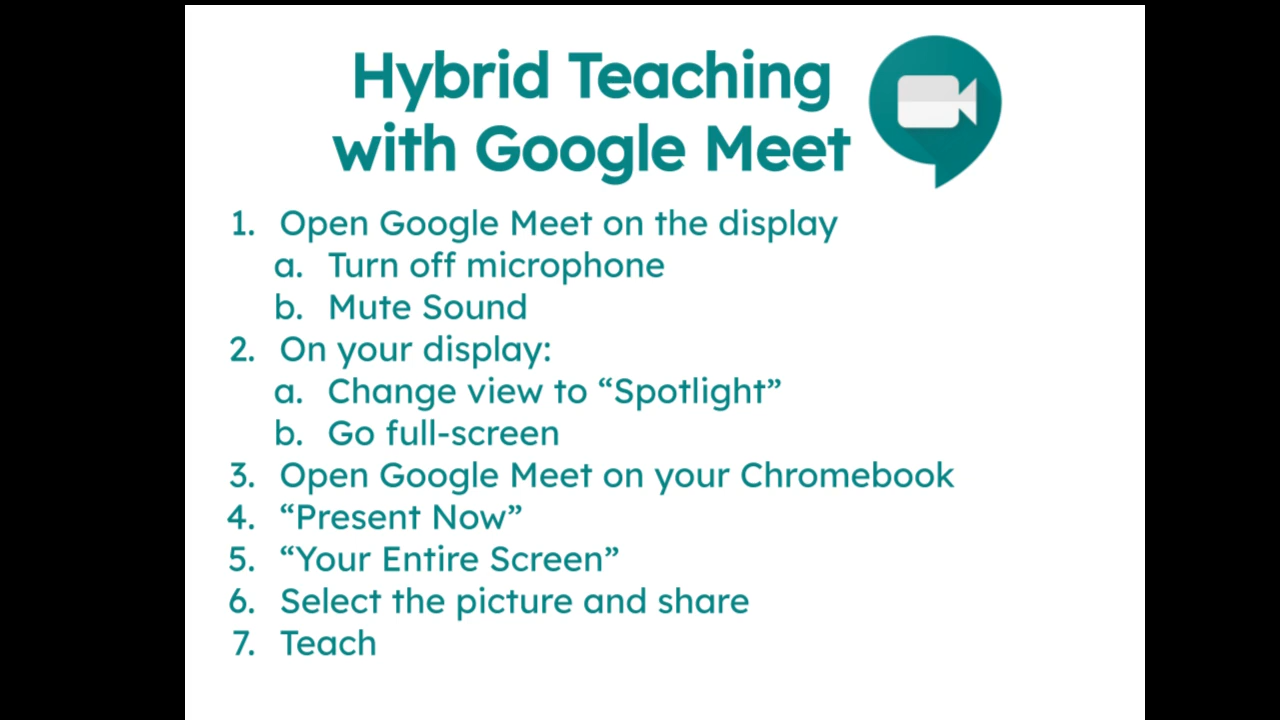 Hybrid Teaching
with Google Meet
1. Open Google Meet on the display
a. Turn off microphone
b. Mute Sound
2. On your display:
a. Change view to “Spotlight”
b. Go full-screen
3. Open Google Meet on your Chromebook
4. “Present Now”
5. “Your Entire Screen”
6. Select the picture and share
7. Teach